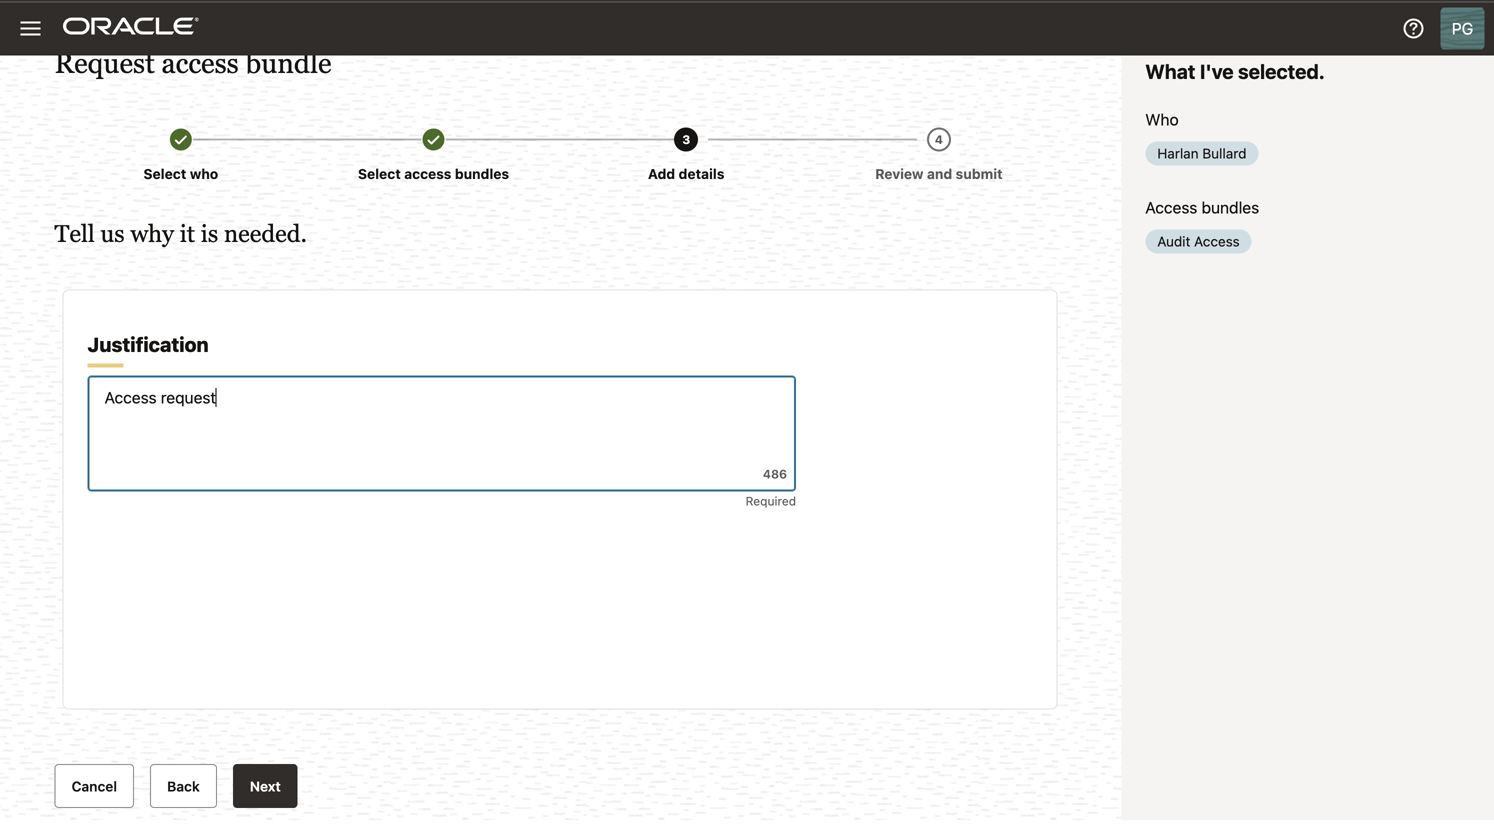 ORACLE
PG
Request access bundle
3
4
Select who
Select access bundles
Add details
Review and submit
Tell us why it is needed.
Justification
Access request
486
Required
Cancel
Back
Next
What I've selected.
Who
Harlan Bullard
Access bundles
Audit Access